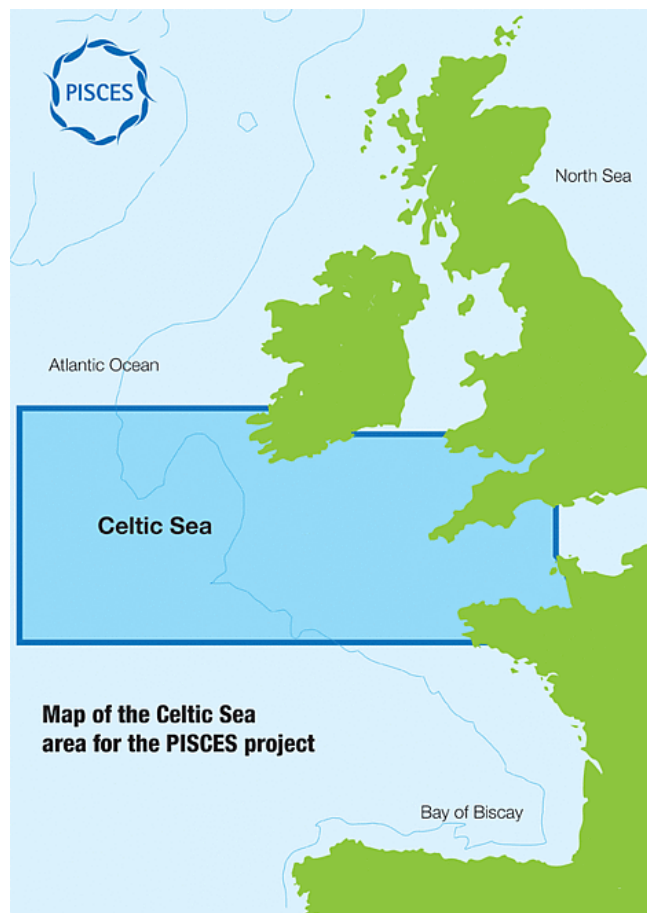 PISCES
North Sea
Atlantic Ocean
Celtic Sea
Map of the Celtic Sea
area for the PISCES project
Bay of Biscay